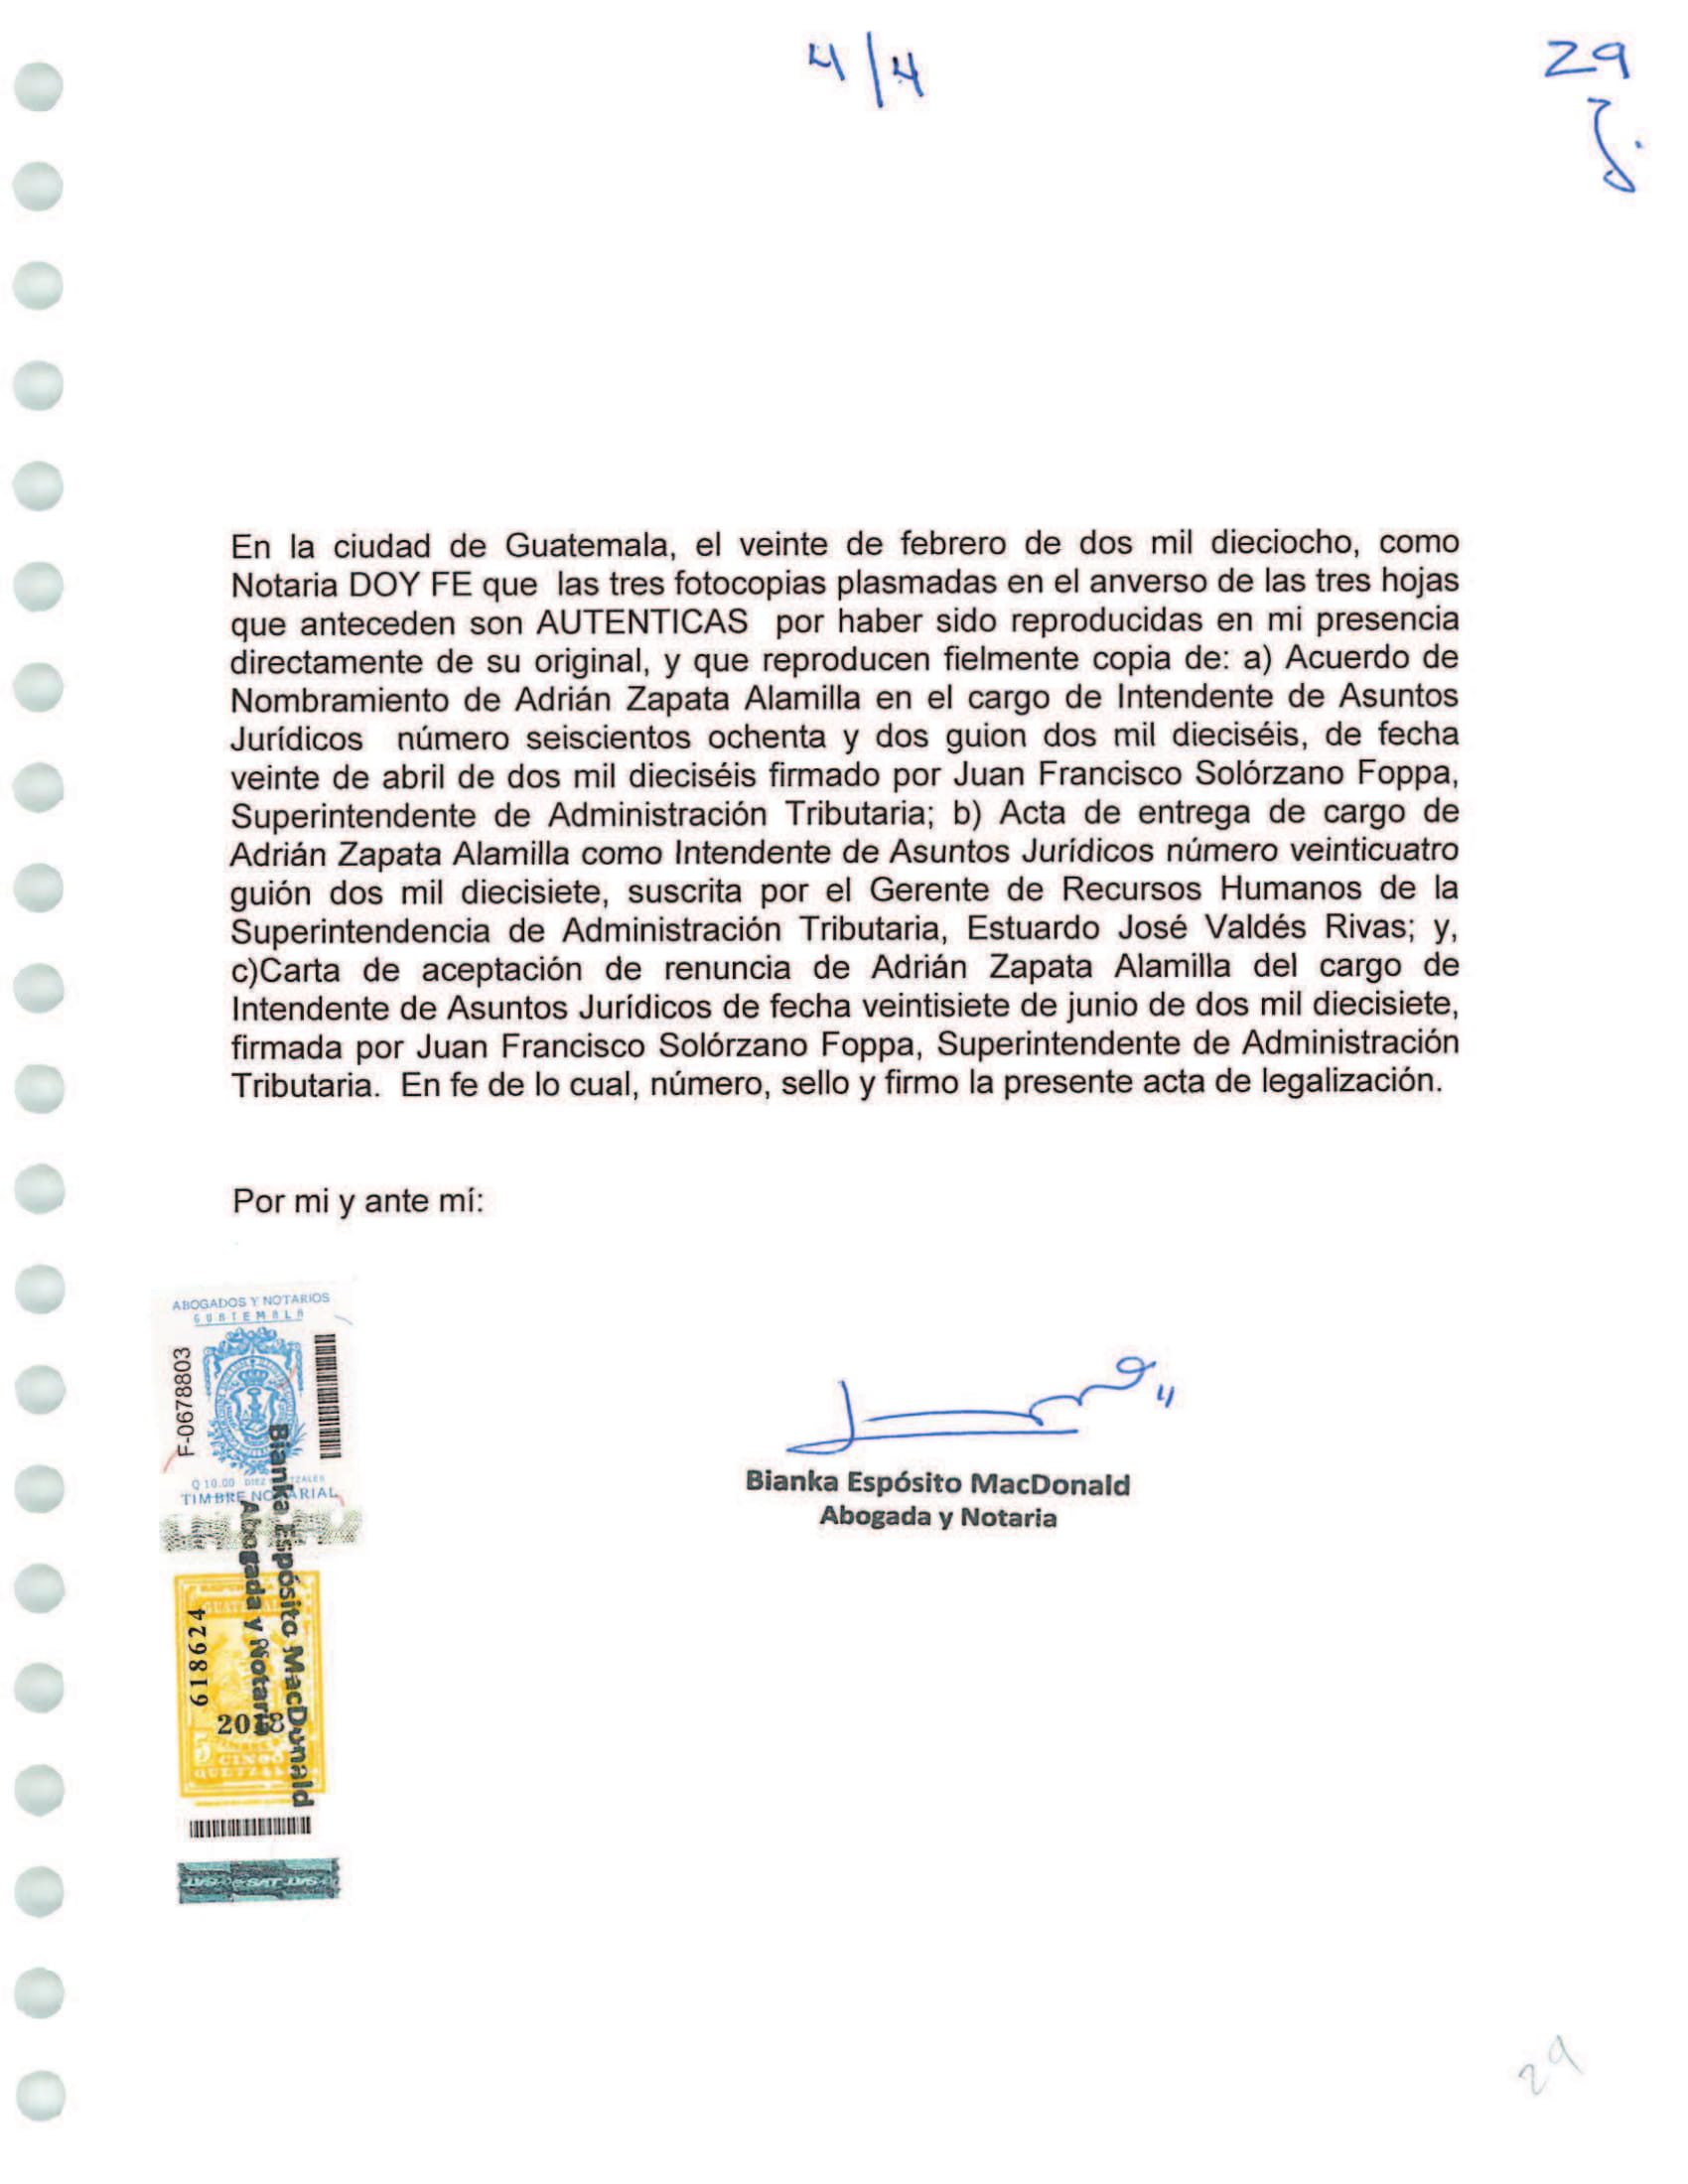 4/4
29
En la ciudad de Guatemala, el veinte de febrero de dos mil dieciocho, como
Notaria DOY FE que las tres fotocopias plasmadas en el anverso de las tres hojas
que anteceden son AUTENTICAS por haber sido reproducidas en mi presencia
directamente de su original, y que reproducen fielmente copia de: a) Acuerdo de
Nombramiento de Adrián Zapata Alamilla en el cargo de Intendente de Asuntos
Jurídicos número seiscientos ochenta y dos guion dos mil dieciséis, de fecha
veinte de abril de dos mil dieciséis firmado por Juan Francisco Solórzano Foppa,
Superintendente de Administración Tributaria; b) Acta de entrega de cargo de
Adrián Zapata Alamilla como Intendente de Asuntos Jurídicos número veinticuatro
guión dos mil diecisiete, suscrita por el Gerente de Recursos Humanos de la
Superintendencia de Administración Tributaria, Estuardo José Valdés Rivas; y,
c)Carta de aceptación de renuncia de Adrián Zapata Alamilla del cargo de
Intendente de Asuntos Jurídicos de fecha veintisiete de junio de dos mil diecisiete,
firmada por Juan Francisco Solórzano Foppa, Superintendente de Administración
Tributaria. En fe de lo cual, número, sello y firmo la presente acta de legalización.
Por mi y ante mí:
ABOGADOS Y NOTARIOS
GUATEMALA
F-0678803
Q 10.00 DIEZ QUETZALES
TIMBRE NOTARIAL
Bianka Espósito MacDonald
Abogada y Notaria
GUATEMALA
618624
2018
5 CINCO
QUETZALES
SAT
Bianka Espósito MacDonald
Abogada y Notaria
29